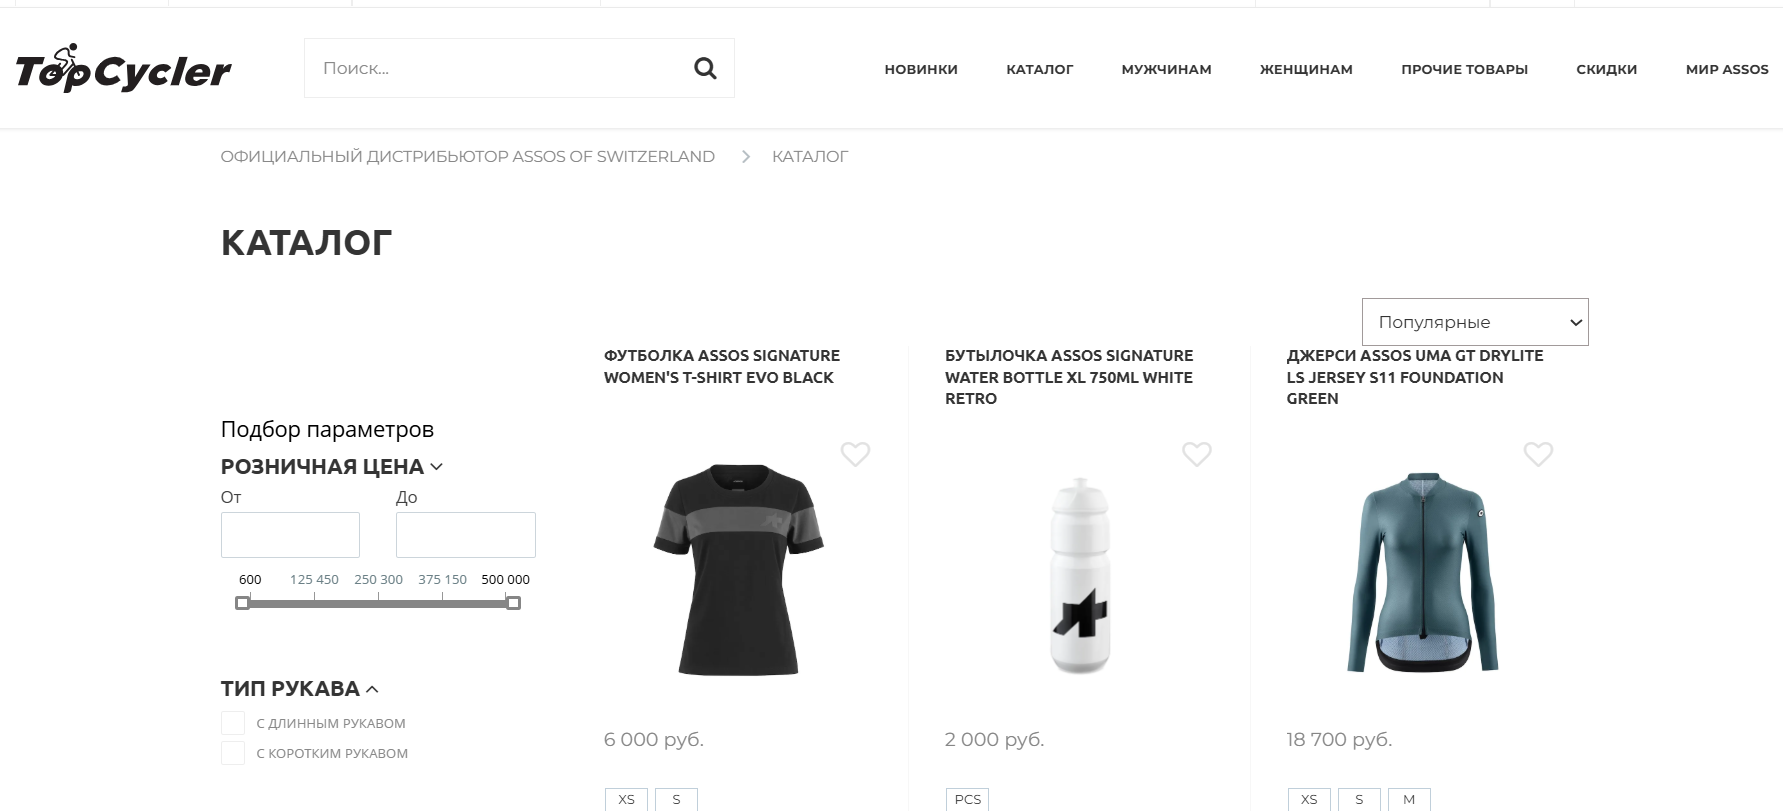 TopCycler
Поиск...
НОВИНКИ
КАТАЛОГ
МУЖЧИНАМ
ЖЕНЩИНАМ
ПРОЧИЕ ТОВАРЫ
СКИДКИ
МИР ASSOS
ОФИЦИАЛЬНЫЙ ДИСТРИБЬЮТОР ASSOS OF SWITZERLAND
КАТАЛОГ
КАТАЛОГ
Популярные
Подбор параметров
РОЗНИЧНАЯ ЦЕНА
От
До
600
125 450
250 300
375 150
500 000
ТИП РУКАВА
С ДЛИННЫМ РУКАВОМ
С КОРОТКИМ РУКАВОМ
ФУТБОЛКА ASSOS SIGNATURE
WOMEN'S T-SHIRT EVO BLACK
6 000 руб.
XS
S
БУТЫЛОЧКА ASSOS SIGNATURE
WATER BOTTLE XL 750ML WHITE
RETRO
2 000 руб.
PCS
ДЖЕРСИ ASSOS UMA GT DRYLITE
LS JERSEY S11 FOUNDATION
GREEN
18 700 руб.
XS
S
M